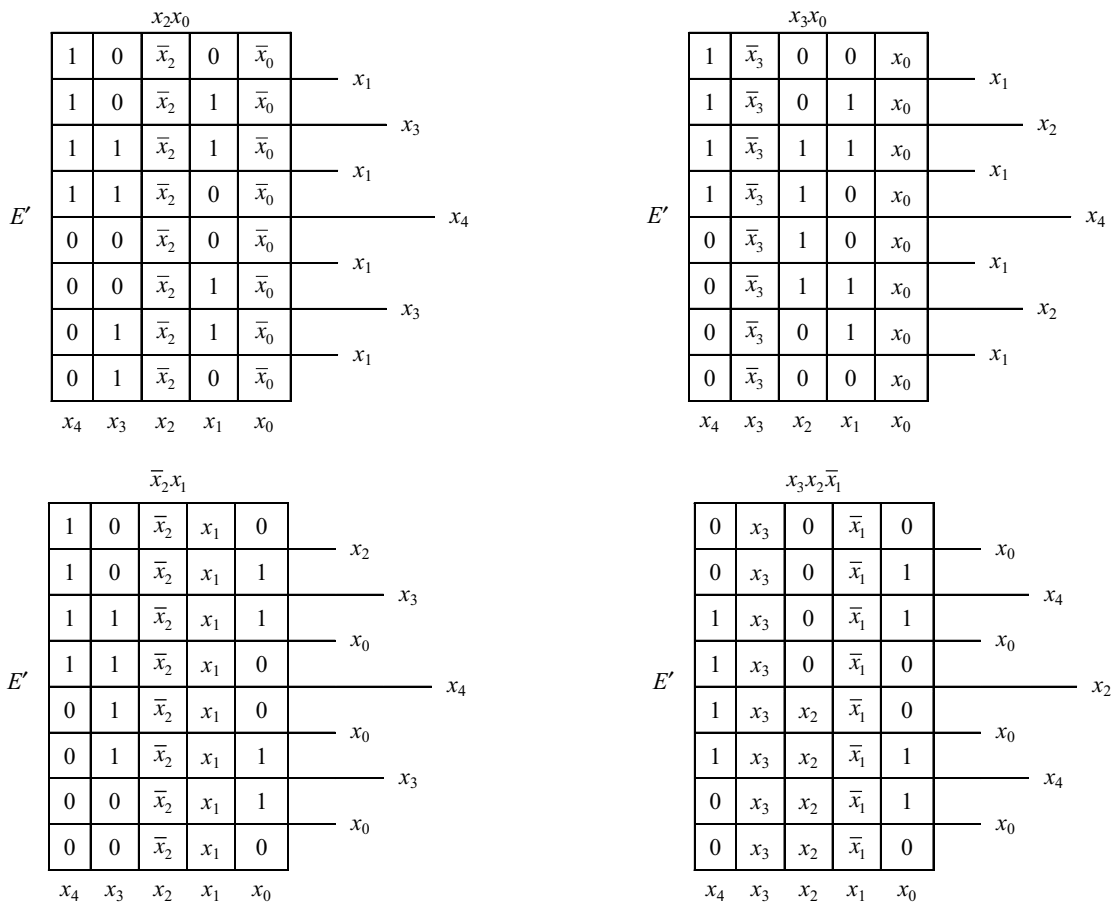 x₂x₀
1 0 x̄₂ 0 x̄₀
x₁
1 0 x̄₂ 1 x̄₀
x₃
1 1 x̄₂ 1 x̄₀
x₁
1 1 x̄₂ 0 x̄₀
E′ x₄
0 0 x̄₂ 0 x̄₀
x₁
0 0 x̄₂ 1 x̄₀
x₃
0 1 x̄₂ 1 x̄₀
x₁
0 1 x̄₂ 0 x̄₀
x₄ x₃ x₂ x₁ x₀
x₃x₀
1 x̄₃ 0 0 x₀
x₁
1 x̄₃ 0 1 x₀
x₂
1 x̄₃ 1 1 x₀
x₁
1 x̄₃ 1 0 x₀
E′ x₄
0 x̄₃ 1 0 x₀
x₁
0 x̄₃ 1 1 x₀
x₂
0 x̄₃ 0 1 x₀
x₁
0 x̄₃ 0 0 x₀
x₄ x₃ x₂ x₁ x₀
x̄₂x₁
1 0 x̄₂ x₁ 0
x₂
1 0 x̄₂ x₁ 1
x₃
1 1 x̄₂ x₁ 1
x₀
1 1 x̄₂ x₁ 0
E′ x₄
0 1 x̄₂ x₁ 0
x₀
0 1 x̄₂ x₁ 1
x₃
0 0 x̄₂ x₁ 1
x₀
0 0 x̄₂ x₁ 0
x₄ x₃ x₂ x₁ x₀
x₃x₂x̄₁
0 x₃ 0 x̄₁ 0
x₀
0 x₃ 0 x̄₁ 1
x₄
1 x₃ 0 x̄₁ 1
x₀
1 x₃ 0 x̄₁ 0
E′ x₂
1 x₃ x₂ x̄₁ 0
x₀
1 x₃ x₂ x̄₁ 1
x₄
0 x₃ x₂ x̄₁ 1
x₀
0 x₃ x₂ x̄₁ 0
x₄ x₃ x₂ x₁ x₀